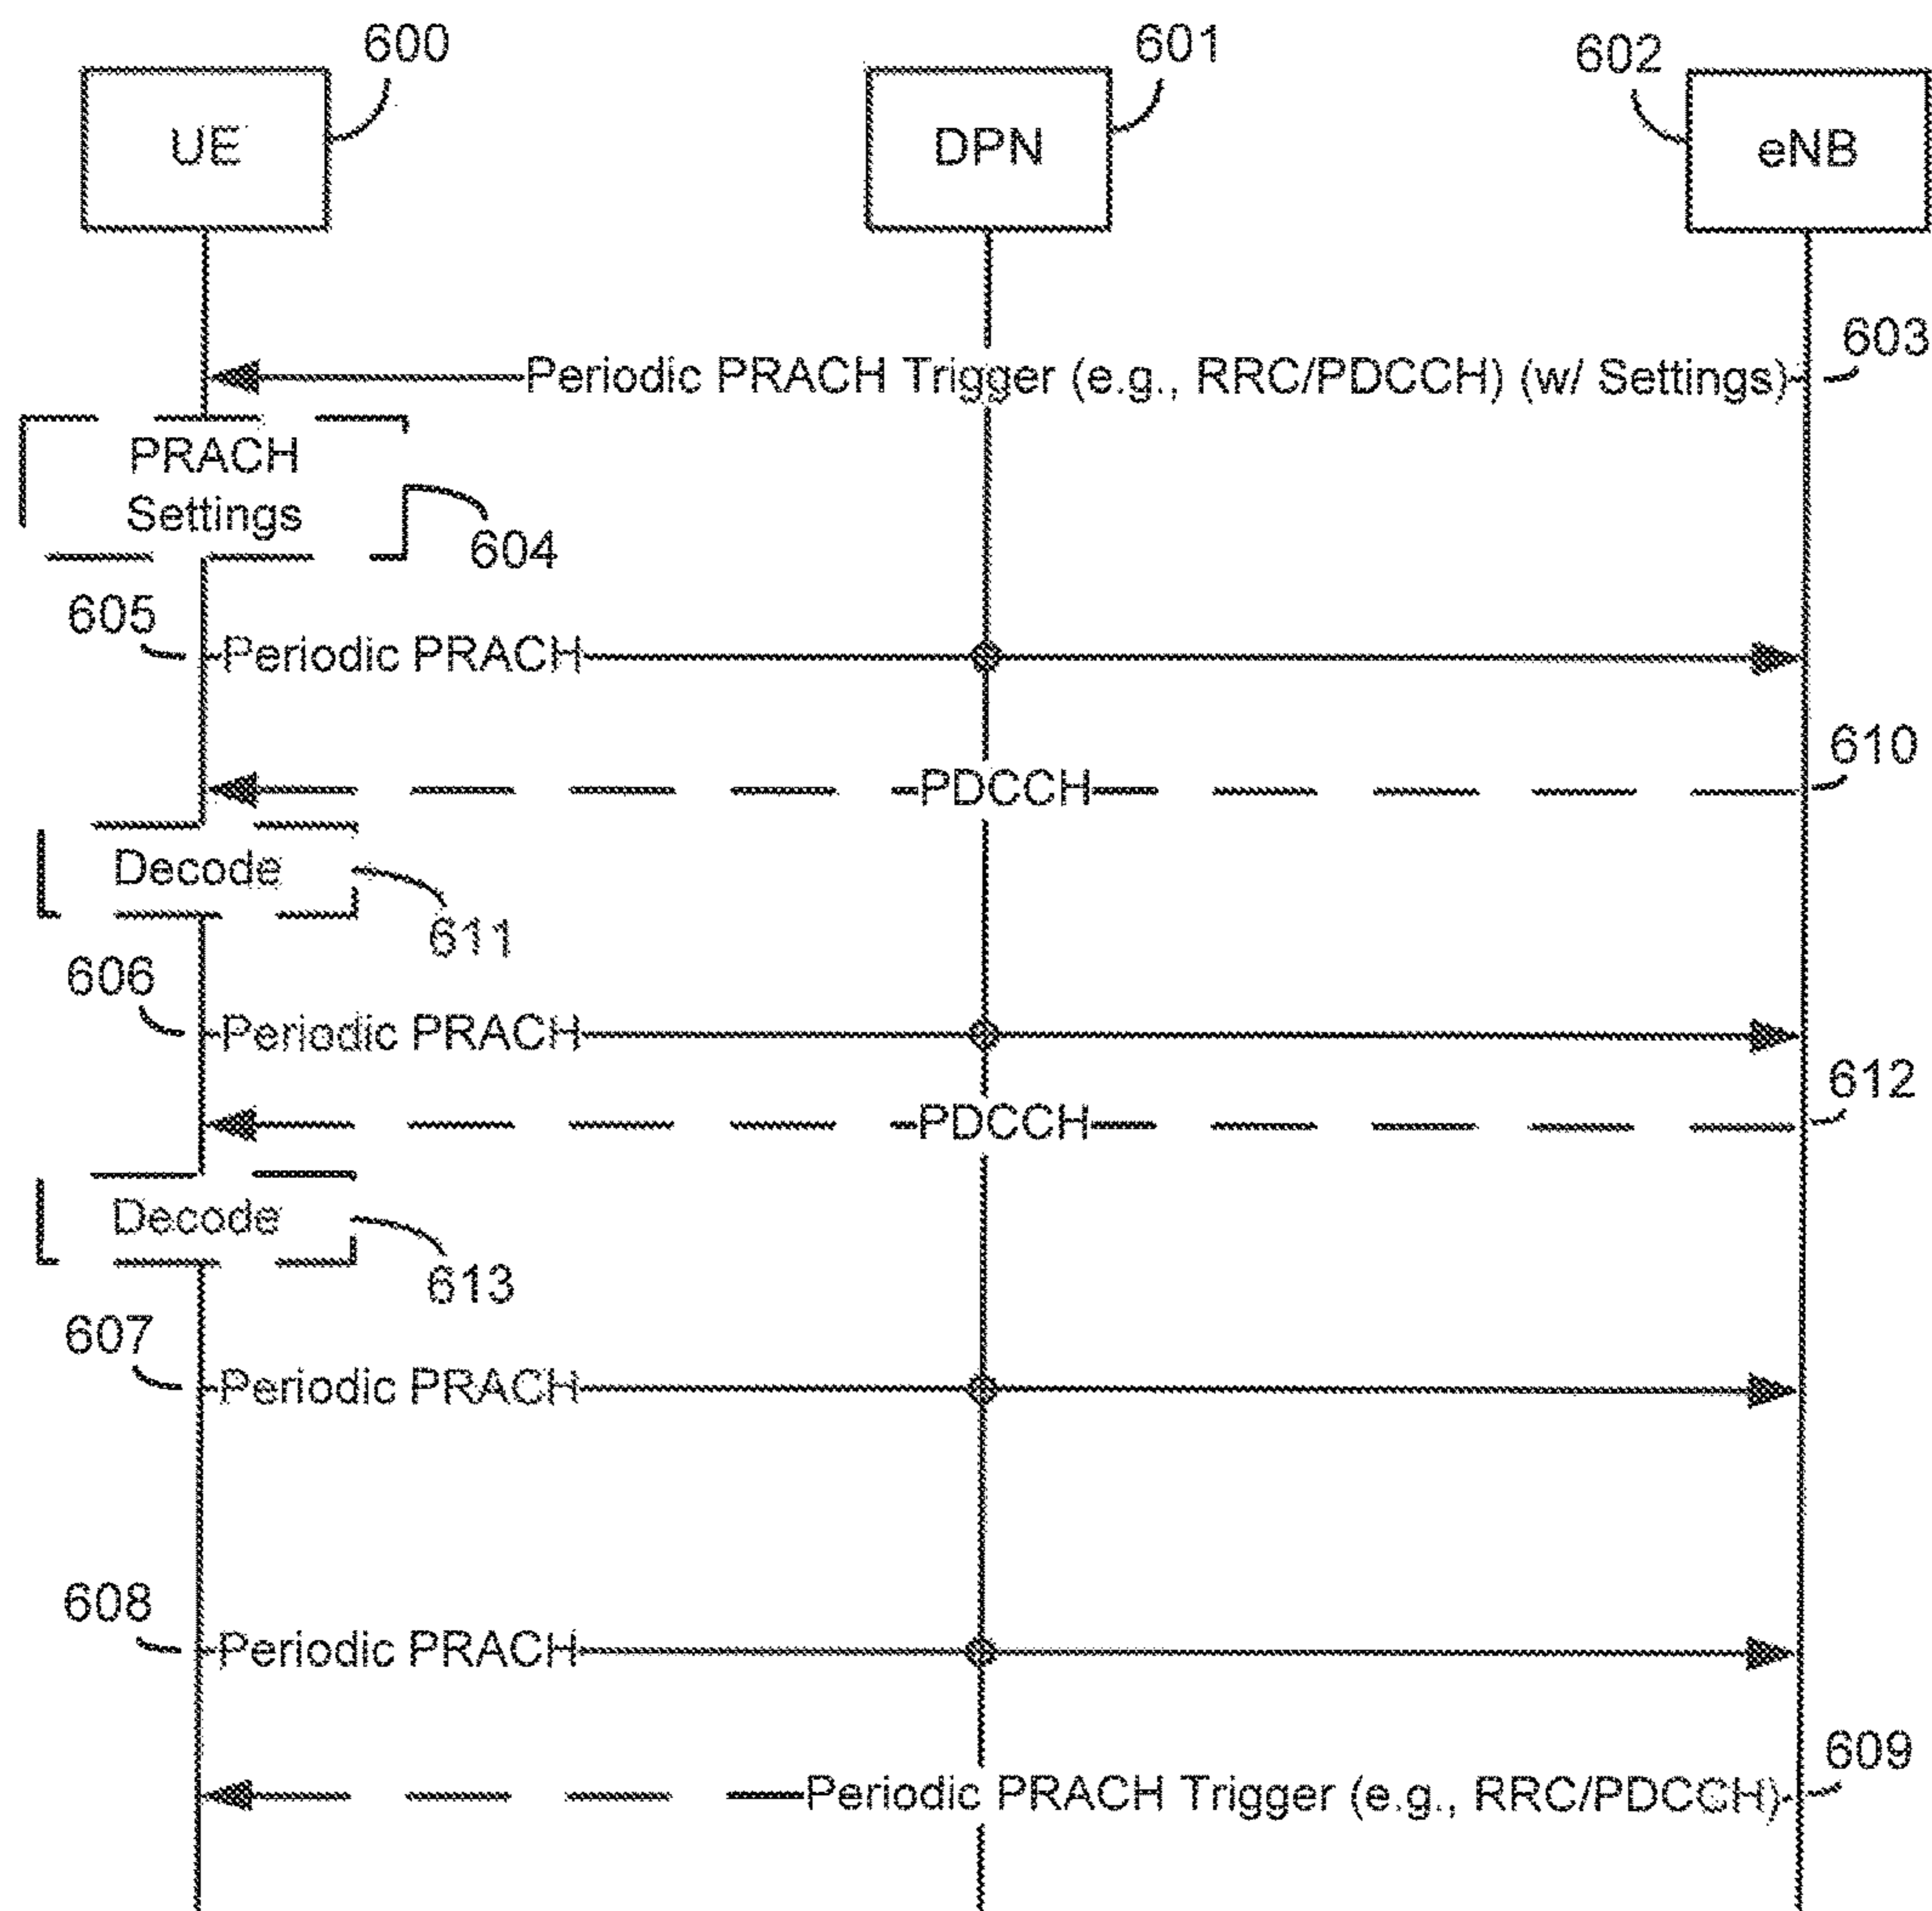 600
601
602
UE
DPN
eNB
603
Periodic PRACH Trigger (e.g., RRC/PDCCH) (w/ Settings)
PRACH
Settings
604
605
Periodic PRACH
610
PDCCH
Decode
611
606
Periodic PRACH
612
PDCCH
Decode
613
607
Periodic PRACH
608
Periodic PRACH
609
Periodic PRACH Trigger (e.g., RRC/PDCCH)